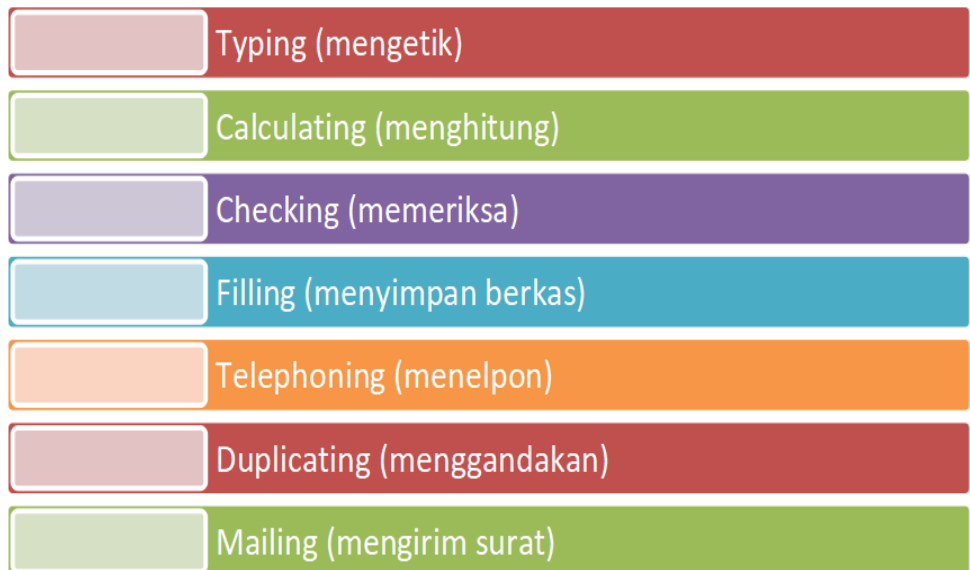 Typing (mengetik)
Calculating (menghitung)
Checking (memeriksa)
Filling (menyimpan berkas)
Telephoning (menelpon)
Duplicating (menggandakan)
Mailing (mengirim surat)